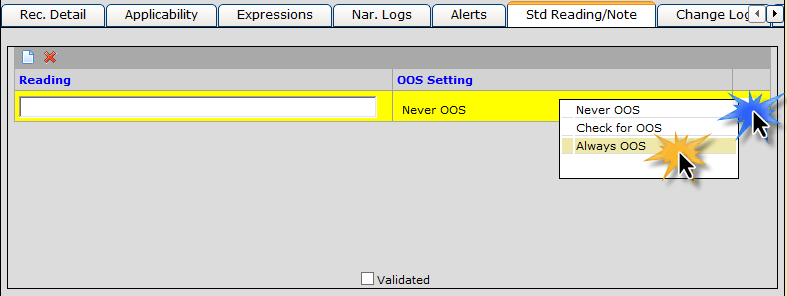 Rec. Detail Applicability Expressions Nar. Logs Alerts Std Reading/Note Change Log
Reading OOS Setting
Never OOS
Never OOS
Check for OOS
Always OOS
Validated